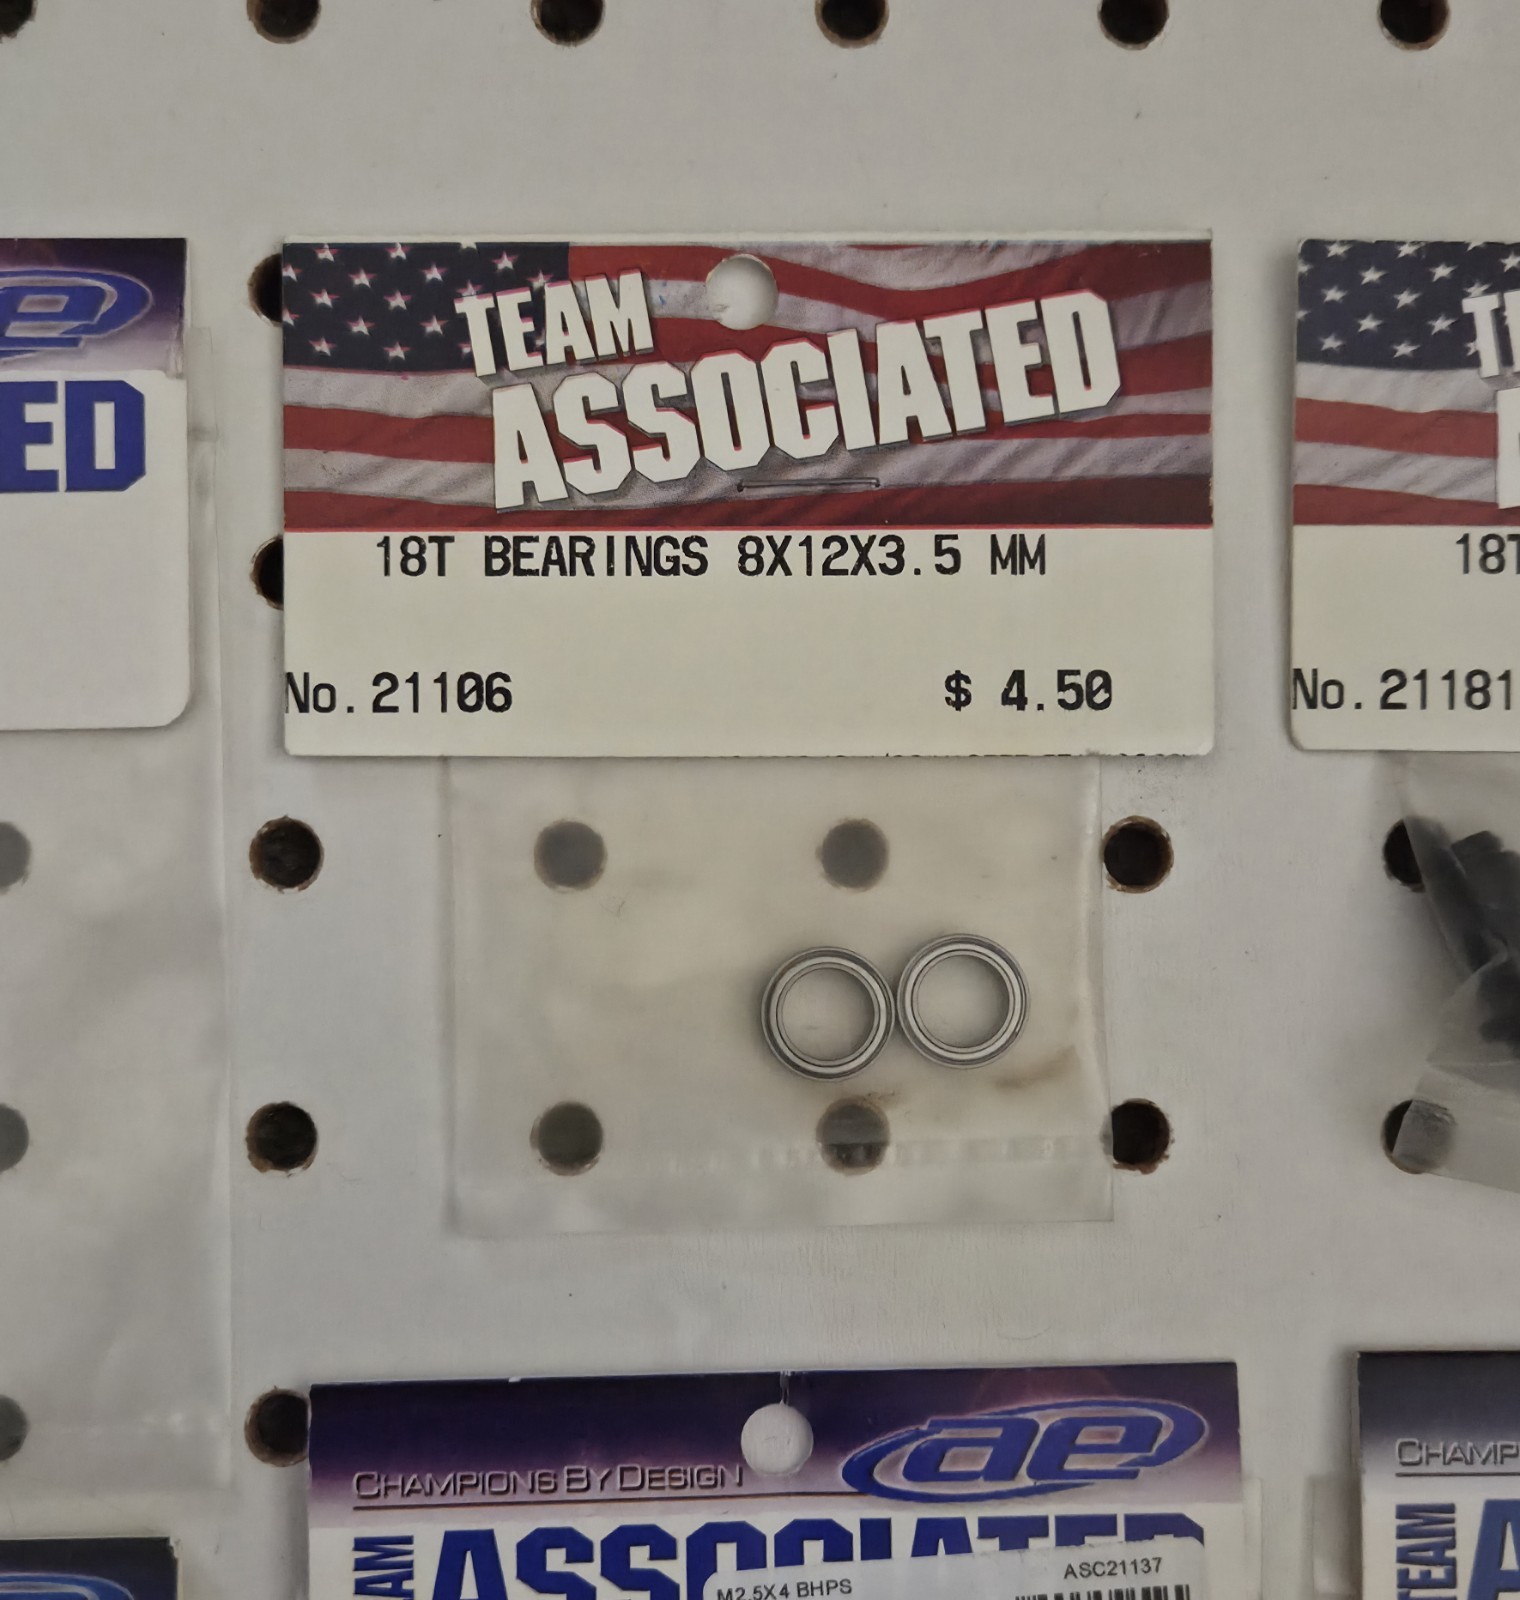 TEAM
ASSOCIATED
18T BEARINGS 8X12X3.5 MM
No.21106
$ 4.50
ED
18T
No.21181
CHAMPIONS BY DESIGN
ae
ASSOCIATED
M2.5X4 BHPS
ASC21137
TEAM